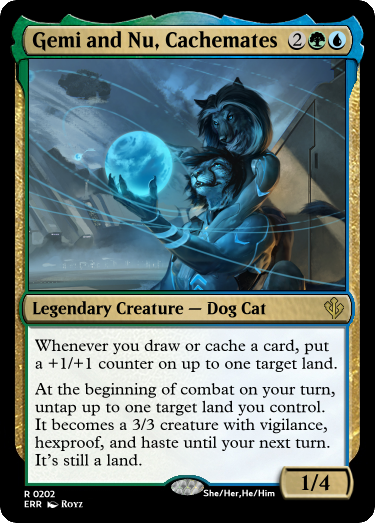 Gemi and Nu, Cachemates 2
Legendary Creature — Dog Cat
Whenever you draw or cache a card, put
a +1/+1 counter on up to one target land.
At the beginning of combat on your turn,
untap up to one target land you control.
It becomes a 3/3 creature with vigilance,
hexproof, and haste until your next turn.
It's still a land.
1/4
R 0202
She/Her,He/Him
ERR Royz